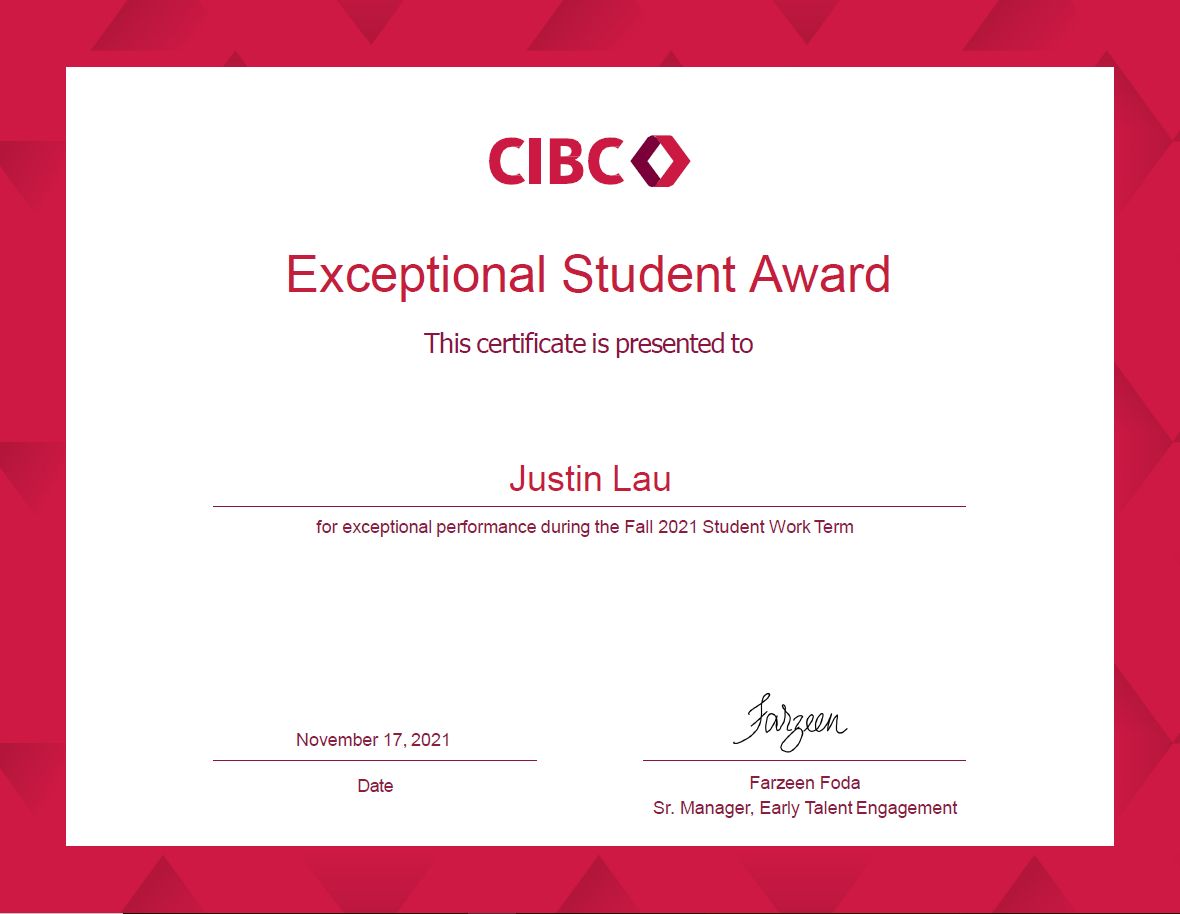 CIBC
Exceptional Student Award
This certificate is presented to
Justin Lau
for exceptional performance during the Fall 2021 Student Work Term
November 17, 2021
Date
Farzeen
Farzeen Foda
Sr. Manager, Early Talent Engagement